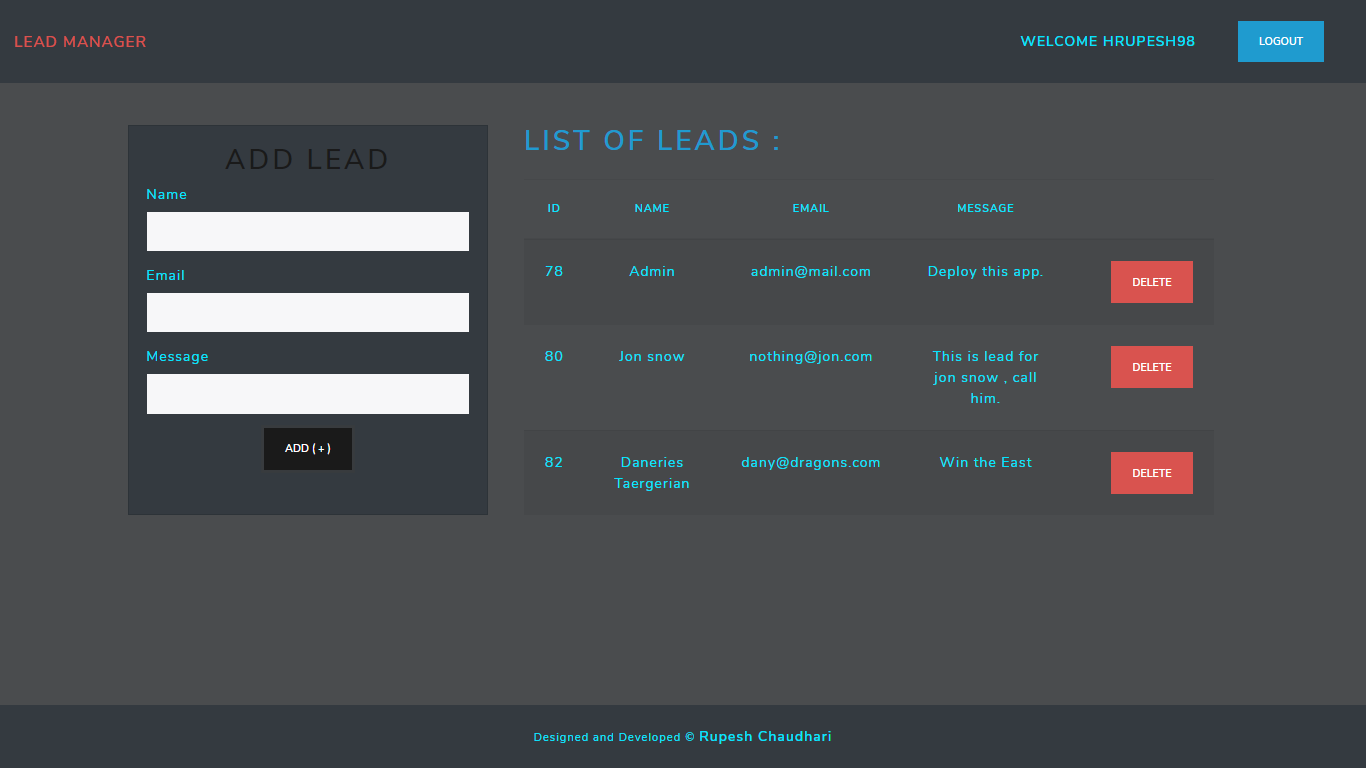 LEAD MANAGER
WELCOME HRUPESH98
LOGOUT
ADD LEAD
Name
Email
Message
ADD ( + )
LIST OF LEADS :
ID NAME EMAIL MESSAGE
78 Admin admin@mail.com Deploy this app. DELETE
80 Jon snow nothing@jon.com This is lead for DELETE
jon snow , call
him.
82 Daneries dany@dragons.com Win the East DELETE
Taergerian
Designed and Developed © Rupesh Chaudhari